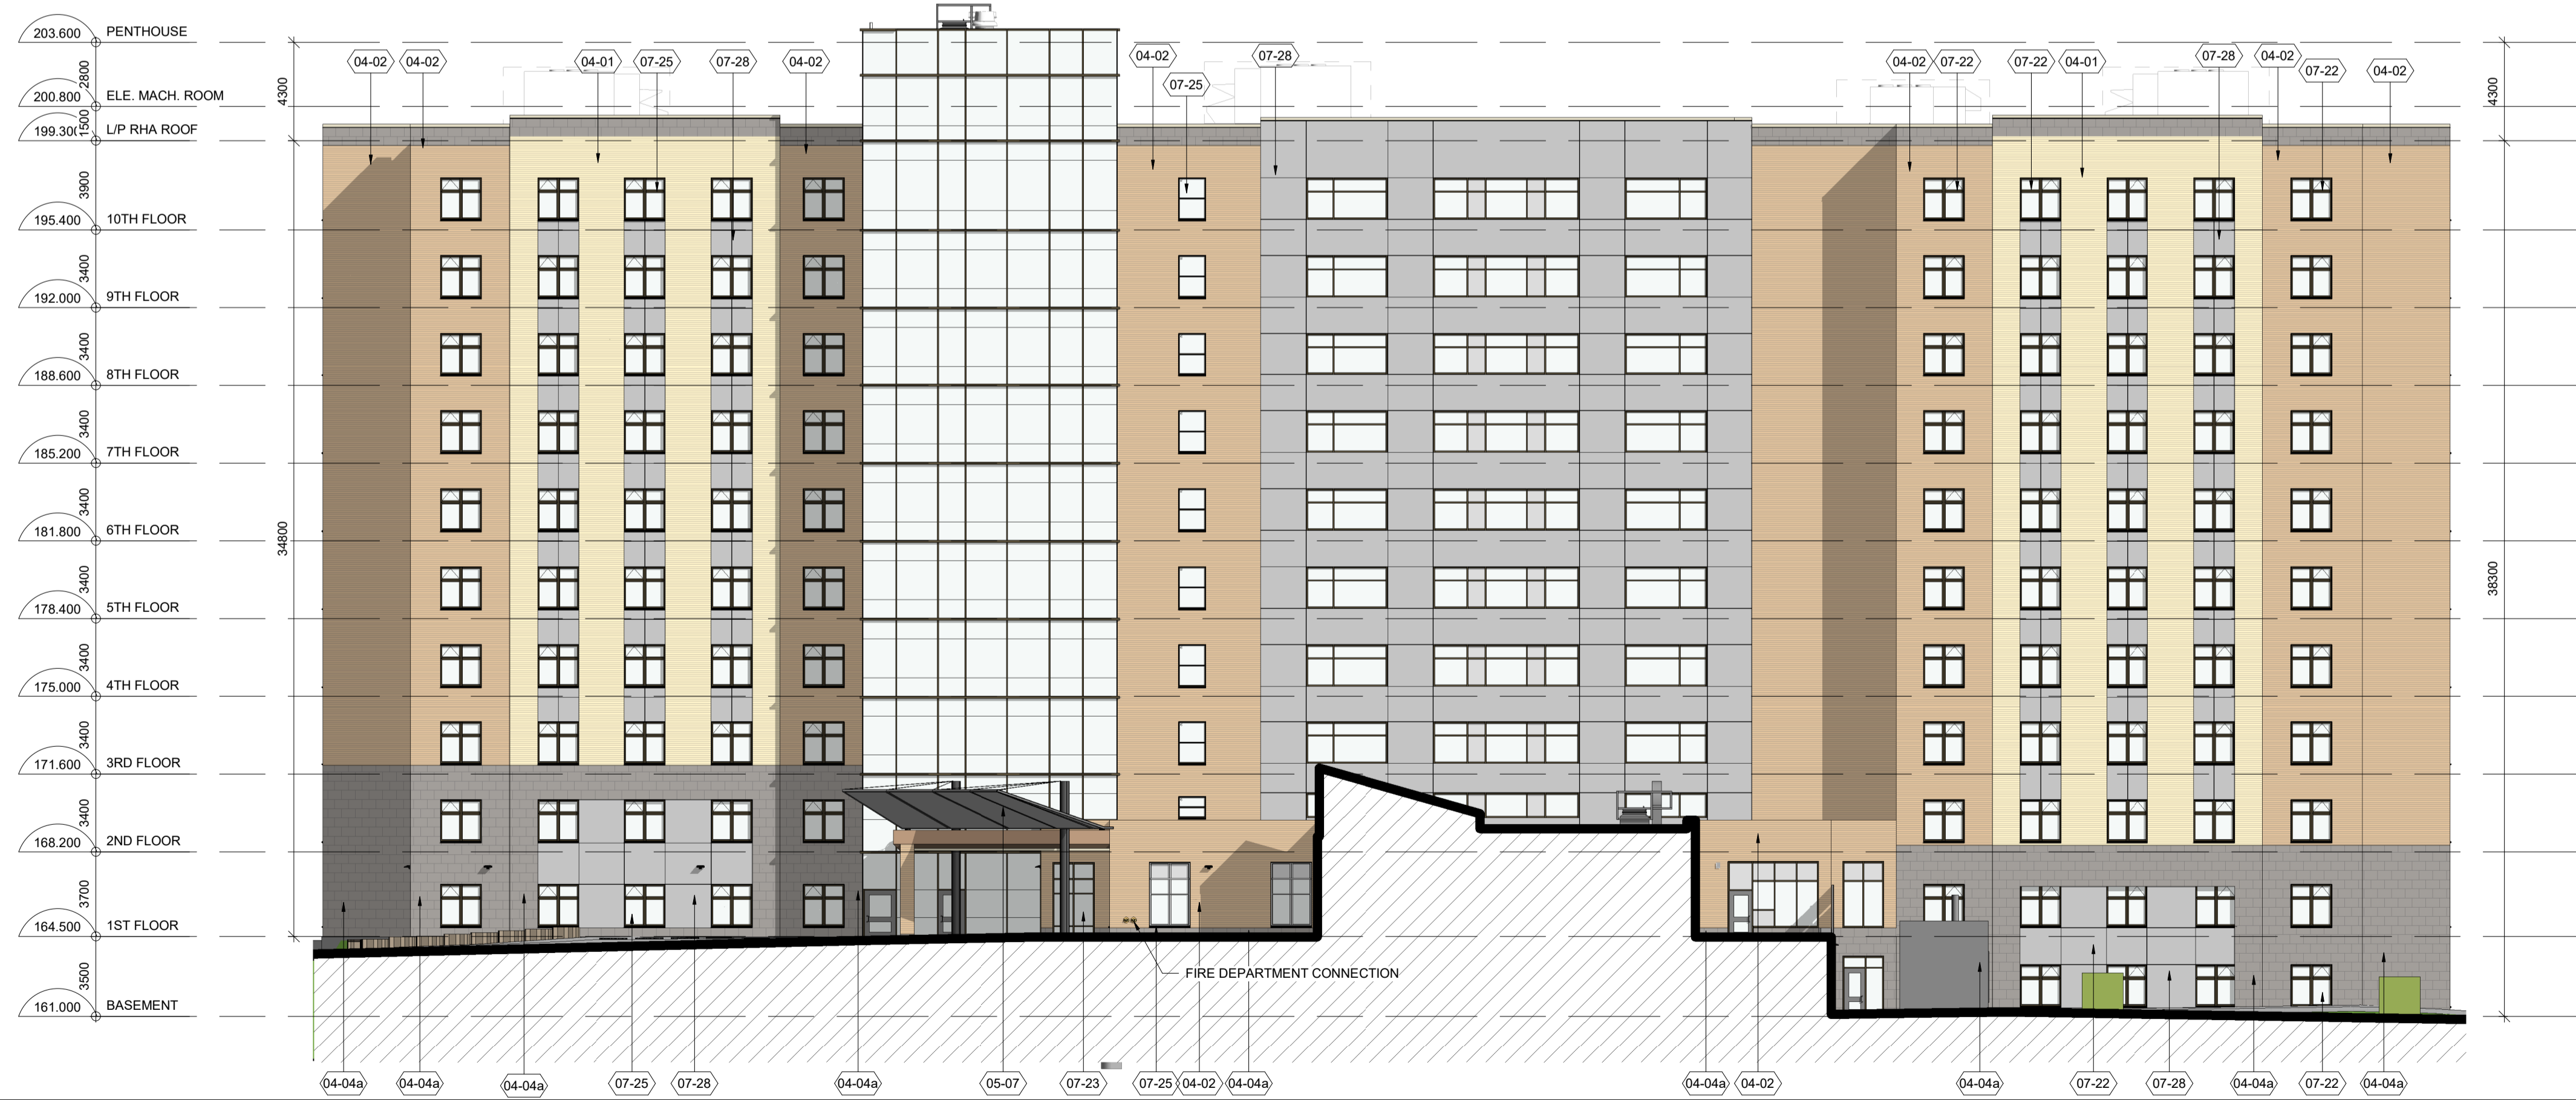 203.600 PENTHOUSE
2800
200.800 ELE. MACH. ROOM
1500
199.300 L/P RHA ROOF
3900
195.400 10TH FLOOR
3400
192.000 9TH FLOOR
3400
188.600 8TH FLOOR
3400
185.200 7TH FLOOR
3400
181.800 6TH FLOOR
3400
178.400 5TH FLOOR
3400
175.000 4TH FLOOR
3400
171.600 3RD FLOOR
3400
168.200 2ND FLOOR
3700
164.500 1ST FLOOR
3500
161.000 BASEMENT
4300
34800
04-02 04-02 04-01 07-25 07-28 04-02 04-02 07-28 04-02 07-22 07-22 04-01 07-28 04-02
07-25 07-22 04-02
4300
38300
FIRE DEPARTMENT CONNECTION
04-04a 04-04a 04-04a 07-25 07-28 04-04a 05-07 07-23 07-25 04-02 04-04a 04-04a 04-02 04-04a 07-22 07-28 04-04a 07-22 04-04a